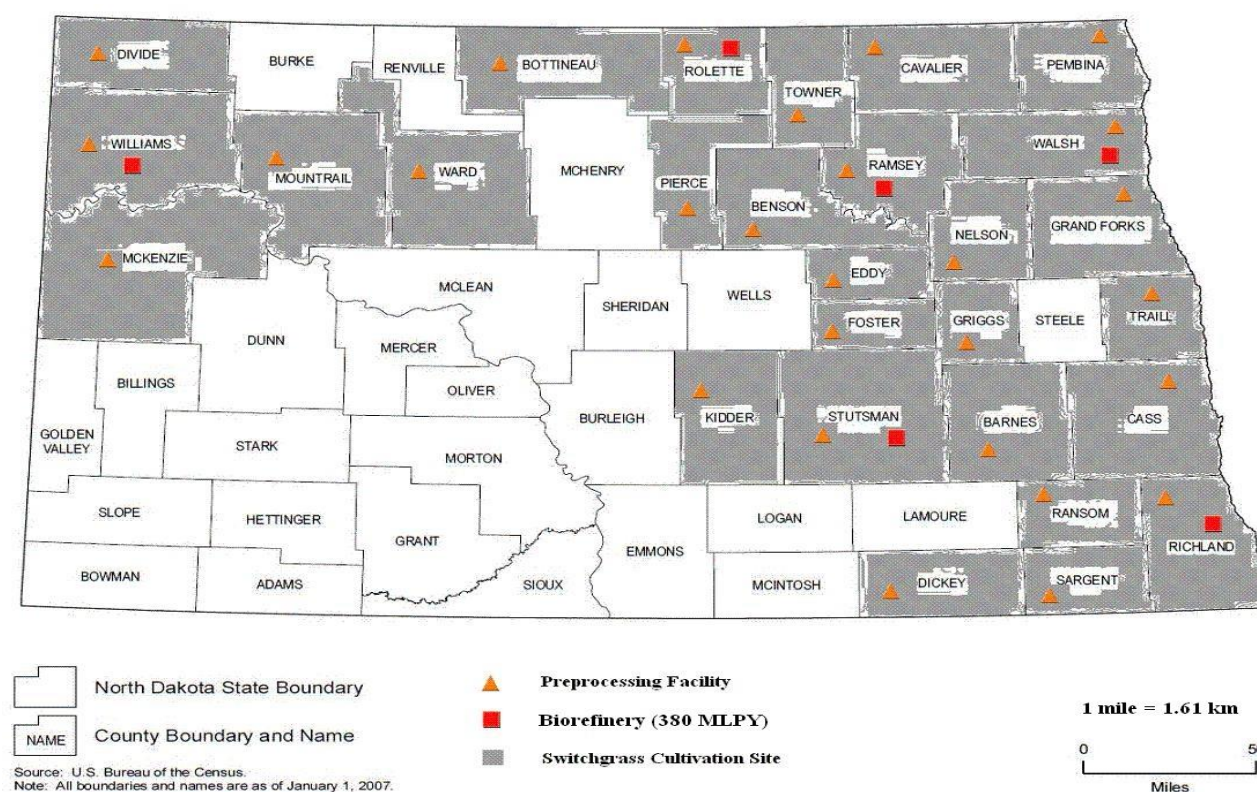 DIVIDE
BURKE
RENVILLE
BOTTINEAU
ROLETTE
TOWNER
CAVALIER
PEMBINA
WILLIAMS
MOUNTRAIL
WARD
MCHENRY
PIERCE
BENSON
RAMSEY
WALSH
NELSON
GRAND FORKS
MCKENZIE
MCLEAN
SHERIDAN
WELLS
EDDY
FOSTER
GRIGGS
STEELE
TRAILL
DUNN
MERCER
OLIVER
BILLINGS
GOLDEN
VALLEY
STARK
MORTON
BURLEIGH
KIDDER
STUTSMAN
BARNES
CASS
SLOPE
HETTINGER
GRANT
EMMONS
LOGAN
LAMOURE
RANSOM
RICHLAND
BOWMAN
ADAMS
SIOUX
MCINTOSH
DICKEY
SARGENT
North Dakota State Boundary
NAME County Boundary and Name
Source: U.S. Bureau of the Census.
Note: All boundaries and names are as of January 1, 2007.
Preprocessing Facility
Biorefinery (380 MLPY)
Switchgrass Cultivation Site
1 mile = 1.61 km
0
Miles